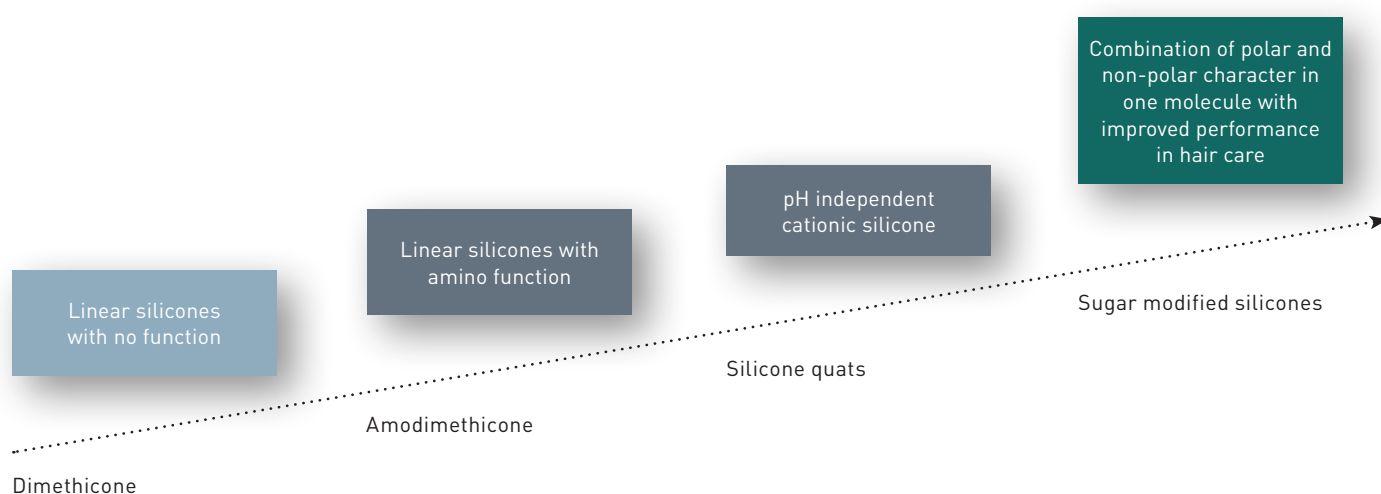 Combination of polar and
non-polar character in
one molecule with
improved performance
in hair care
pH independent
cationic silicone
Linear silicones with
amino function
Linear silicones
with no function
Sugar modified silicones
Silicone quats
Amodimethicone
Dimethicone